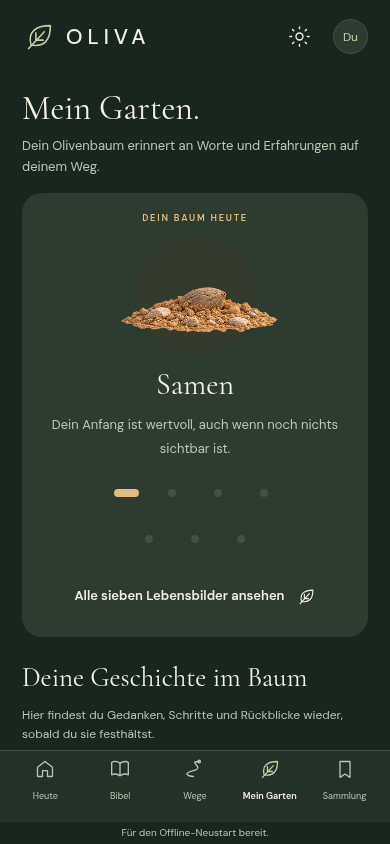 OLIVA
Du
Mein Garten.
Dein Olivenbaum erinnert an Worte und Erfahrungen auf
deinem Weg.
DEIN BAUM HEUTE
Samen
Dein Anfang ist wertvoll, auch wenn noch nichts
sichtbar ist.
Alle sieben Lebensbilder ansehen
Deine Geschichte im Baum
Hier findest du Gedanken, Schritte und Rückblicke wieder,
sobald du sie festhältst.
Heute
Bibel
Wege
Mein Garten
Sammlung
Für den Offline-Neustart bereit.